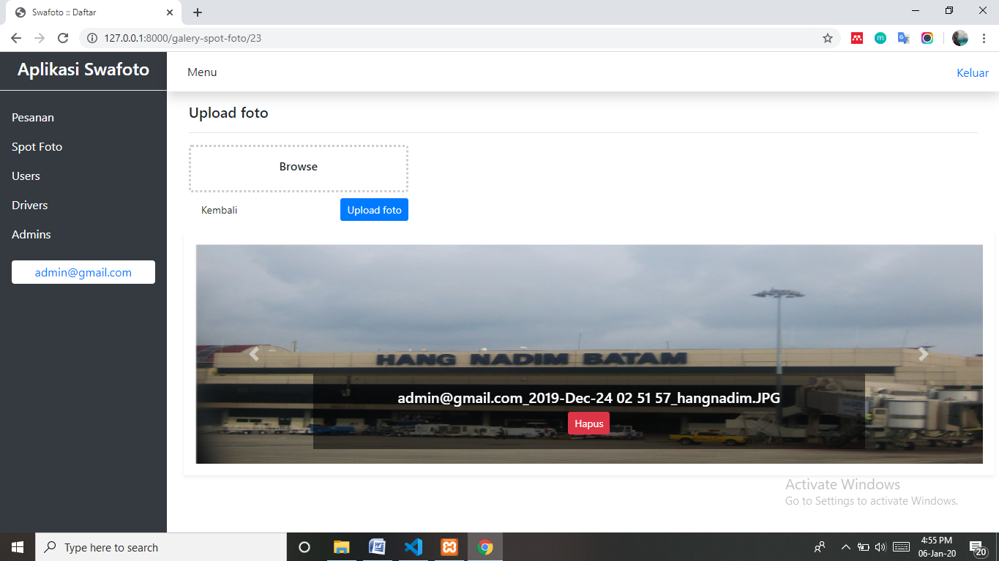 Swafoto :: Daftar
127.0.0.1:8000/galery-spot-foto/23
Aplikasi Swafoto
Menu
Keluar
Pesanan
Spot Foto
Users
Drivers
Admins
admin@gmail.com
Upload foto
Browse
Kembali
Upload foto
HANG NADIM BATAM
admin@gmail.com_2019-Dec-24 02 51 57_hangnadim.JPG
Hapus
Activate Windows
Go to Settings to activate Windows.
Type here to search
4:55 PM
06-Jan-20
20